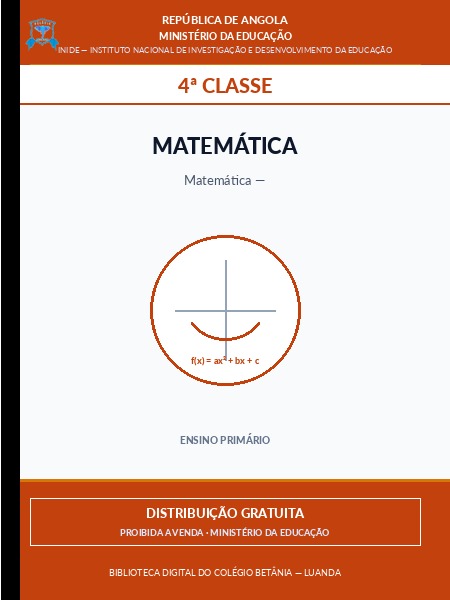 REPÚBLICA DE ANGOLA
MINISTÉRIO DA EDUCAÇÃO
INIDE — INSTITUTO NACIONAL DE INVESTIGAÇÃO E DESENVOLVIMENTO DA EDUCAÇÃO
4ª CLASSE
MATEMÁTICA
Matemática —
f(x) = ax² + bx + c
ENSINO PRIMÁRIO
DISTRIBUIÇÃO GRATUITA
PROIBIDA A VENDA · MINISTÉRIO DA EDUCAÇÃO
BIBLIOTECA DIGITAL DO COLÉGIO BETÂNIA — LUANDA